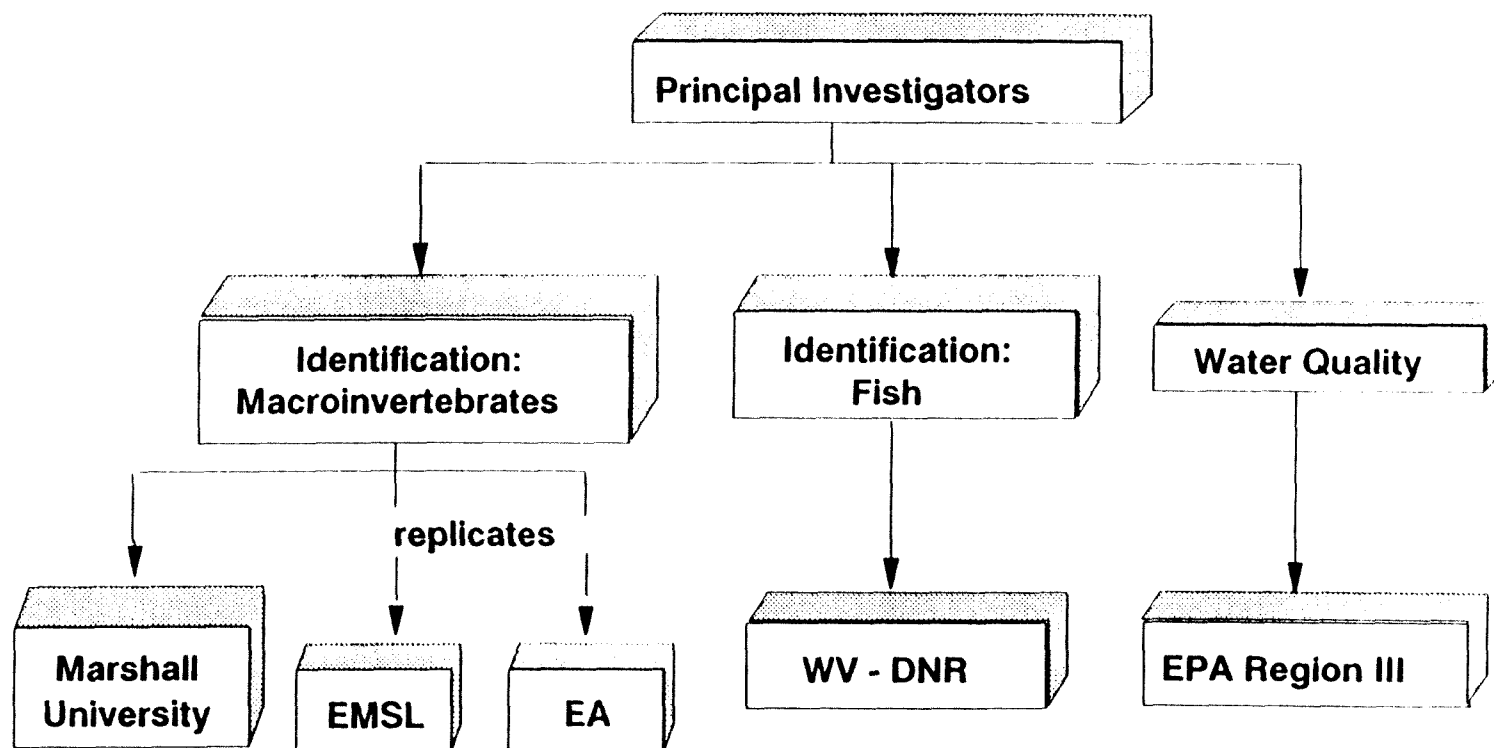 Principal Investigators
Identification:
Macroinvertebrates
Identification:
Fish
Water Quality
replicates
Marshall
University
EMSL
EA
WV - DNR
EPA Region III